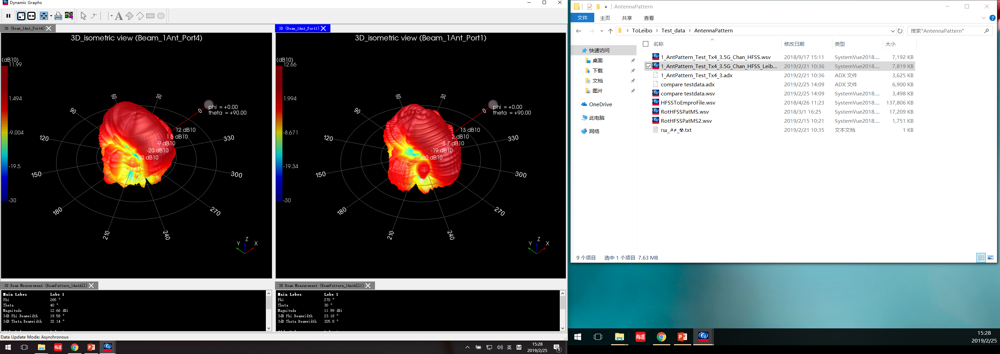 Dynamic Graphs
3D (Beam_1Ant_Port4)
3D_isometric view (Beam_1Ant_Port4)
(dB10)
11.99
1.494
-9.004
-19.5
-30
60
30
90
0
phi = +0.00
theta = +90.00
12 dB10
1.5 dB10
-9 dB10
-20 dB10
-30 dB10
120
330
150
300
180
270
210
240
Z
Y
X
3D (Beam_1Ant_Port1)
3D_isometric view (Beam_1Ant_Port1)
(dB10)
12.66
1.994
-8.671
-19.34
-30
60
30
90
0
phi = +0.00
theta = +90.00
13 dB10
2 dB10
-8.7 dB10
-19 dB10
-30 dB10
120
330
150
300
180
270
210
240
Z
Y
X
3D Beam Measurement (BeamPattern_1AntAll)
Main Lobes Lobe 1
Phi 265 °
Theta 40 °
Magnitude 12.66 dBi
3dB Phi Beamwidth 19.58 °
3dB Theta Beamwidth 32.14 °
3D Beam Measurement (BeamPattern_1AntAll1)
Main Lobes Lobe 1
Phi 270 °
Theta 30 °
Magnitude 11.99 dBi
3dB Phi Beamwidth 23.18 °
3dB Theta Beamwidth 325.8 °
Data Update Mode: Asynchronous
有道
英 M
15:28
2019/2/25
1
AntennaPattern
文件 主页 共享 查看
ToLeibo > Test_data > AntennaPattern
搜索"AntennaPattern"
快速访问
桌面
下载
文档
图片
OneDrive
此电脑
网络
名称 修改日期 类型 大小
1_AntPattern_Test_Tx4_3.5G_Chan_HFSS.wsv 2018/9/17 15:11 SystemVue2018.... 7,192 KB
1_AntPattern_Test_Tx4_3.5G_Chan_HFSS_Leib... 2019/2/21 10:36 SystemVue2018.... 7,819 KB
1_AntPattern_Test_Tx4_3.adx 2019/2/21 10:36 ADX 文件 3,625 KB
compare testdata.adx 2019/2/25 14:09 ADX 文件 6,900 KB
compare testdata.wsv 2019/2/25 14:09 SystemVue2018.... 3,498 KB
HFSSToEmproFile.wsv 2018/4/26 11:23 SystemVue2018.... 137,806 KB
RotHFSSPatMS.wsv 2018/3/1 16:25 SystemVue2018.... 17,209 KB
RotHFSSPatMS2.wsv 2019/2/15 10:21 SystemVue2018.... 1,751 KB
гш_☭≠_☢.txt 2019/2/21 10:35 文本文档 1 KB
9 个项目 选中 1 个项目 7.63 MB
有道
15:28
2019/2/25